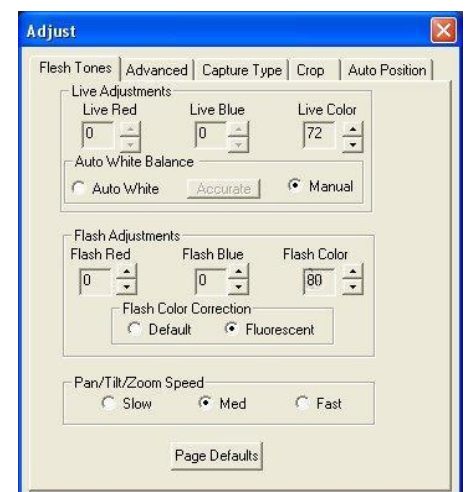 Adjust
Flesh Tones Advanced Capture Type Crop Auto Position
Live Adjustments
Live Red Live Blue Live Color
0 0 72
Auto White Balance
Auto White Accurate Manual
Flash Adjustments
Flash Red Flash Blue Flash Color
0 0 80
Flash Color Correction
Default Fluorescent
Pan/Tilt/Zoom Speed
Slow Med Fast
Page Defaults